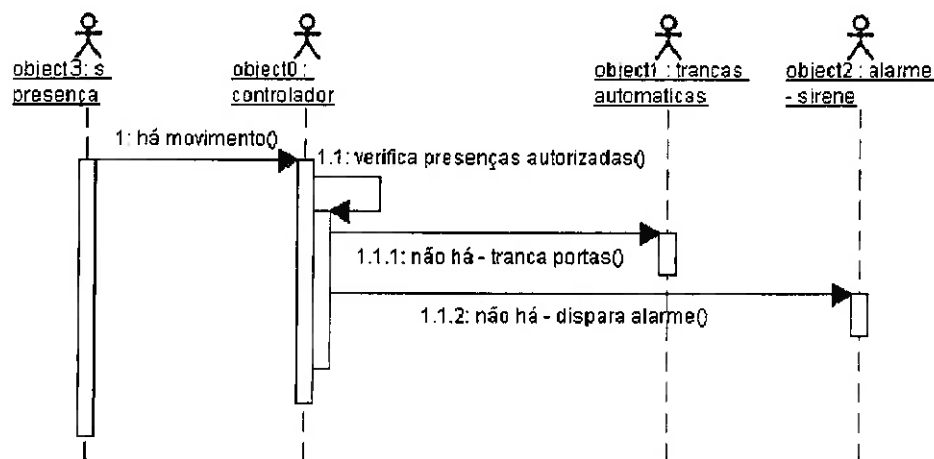 object3: s
presença
object0 :
controlador
object1 : trancas
automaticas
object2 : alarme
- sirene
1: há movimento()
1.1: verifica presenças autorizadas()
1.1.1: não há - tranca portas()
1.1.2: não há - dispara alarme()